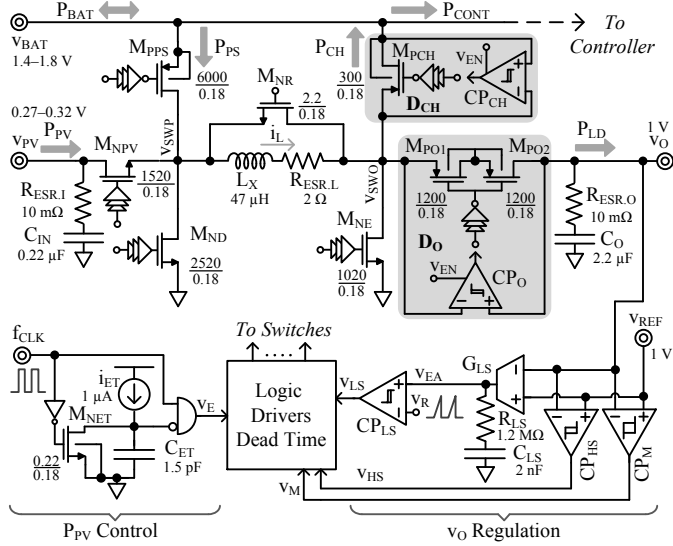 P_BAT
P_CONT
v_BAT
1.4–1.8 V
To
Controller
M_PPS
P_PS
6000
0.18
P_CH
300
0.18
M_PCH
v_EN
CP_CH
D_CH
M_NR
2.2
0.18
0.27–0.32 V
v_PV
P_PV
M_NPV
1520
0.18
v_SWP
i_L
L_X
47 µH
R_ESR.L
2 Ω
v_SWO
M_PO1
M_PO2
1200
0.18
1200
0.18
D_O
v_EN
CP_O
P_LD
1 V
v_O
R_ESR.I
10 mΩ
C_IN
0.22 µF
M_ND
2520
0.18
M_NE
1020
0.18
R_ESR.O
10 mΩ
C_O
2.2 µF
f_CLK
i_ET
1 µA
M_NET
0.22
0.18
C_ET
1.5 pF
v_E
To Switches
Logic
Drivers
Dead Time
v_LS
CP_LS
v_EA
v_R
G_LS
R_LS
1.2 MΩ
C_LS
2 nF
v_REF
1 V
CP_HS
CP_M
v_HS
v_M
P_PV Control
v_O Regulation